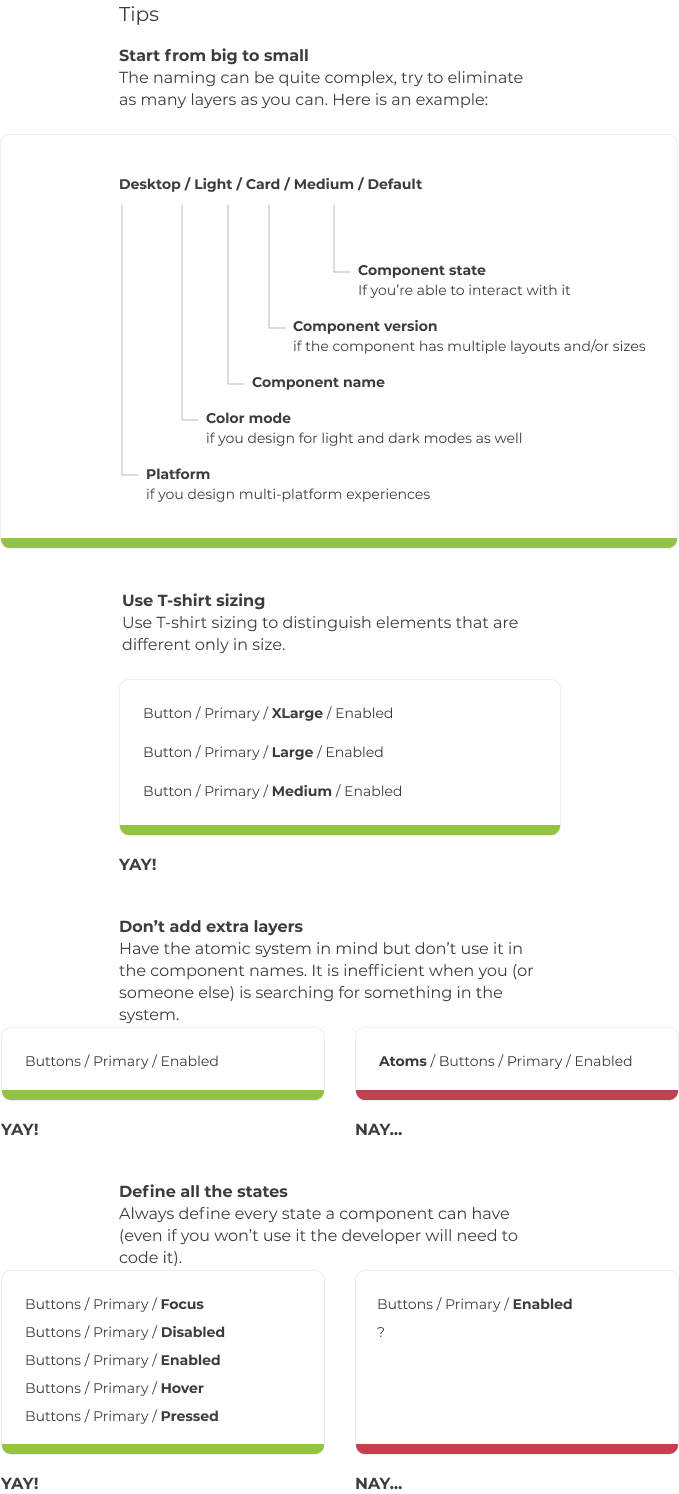 Tips
Start from big to small
The naming can be quite complex, try to eliminate
as many layers as you can. Here is an example:
Desktop / Light / Card / Medium / Default
Component state
If you’re able to interact with it
Component version
if the component has multiple layouts and/or sizes
Component name
Color mode
if you design for light and dark modes as well
Platform
if you design multi-platform experiences
Use T-shirt sizing
Use T-shirt sizing to distinguish elements that are
different only in size.
Button / Primary / XLarge / Enabled
Button / Primary / Large / Enabled
Button / Primary / Medium / Enabled
YAY!
Don’t add extra layers
Have the atomic system in mind but don’t use it in
the component names. It is inefficient when you (or
someone else) is searching for something in the
system.
Buttons / Primary / Enabled
YAY!
Atoms / Buttons / Primary / Enabled
NAY...
Define all the states
Always define every state a component can have
(even if you won’t use it the developer will need to
code it).
Buttons / Primary / Focus
Buttons / Primary / Disabled
Buttons / Primary / Enabled
Buttons / Primary / Hover
Buttons / Primary / Pressed
YAY!
Buttons / Primary / Enabled
?
NAY...